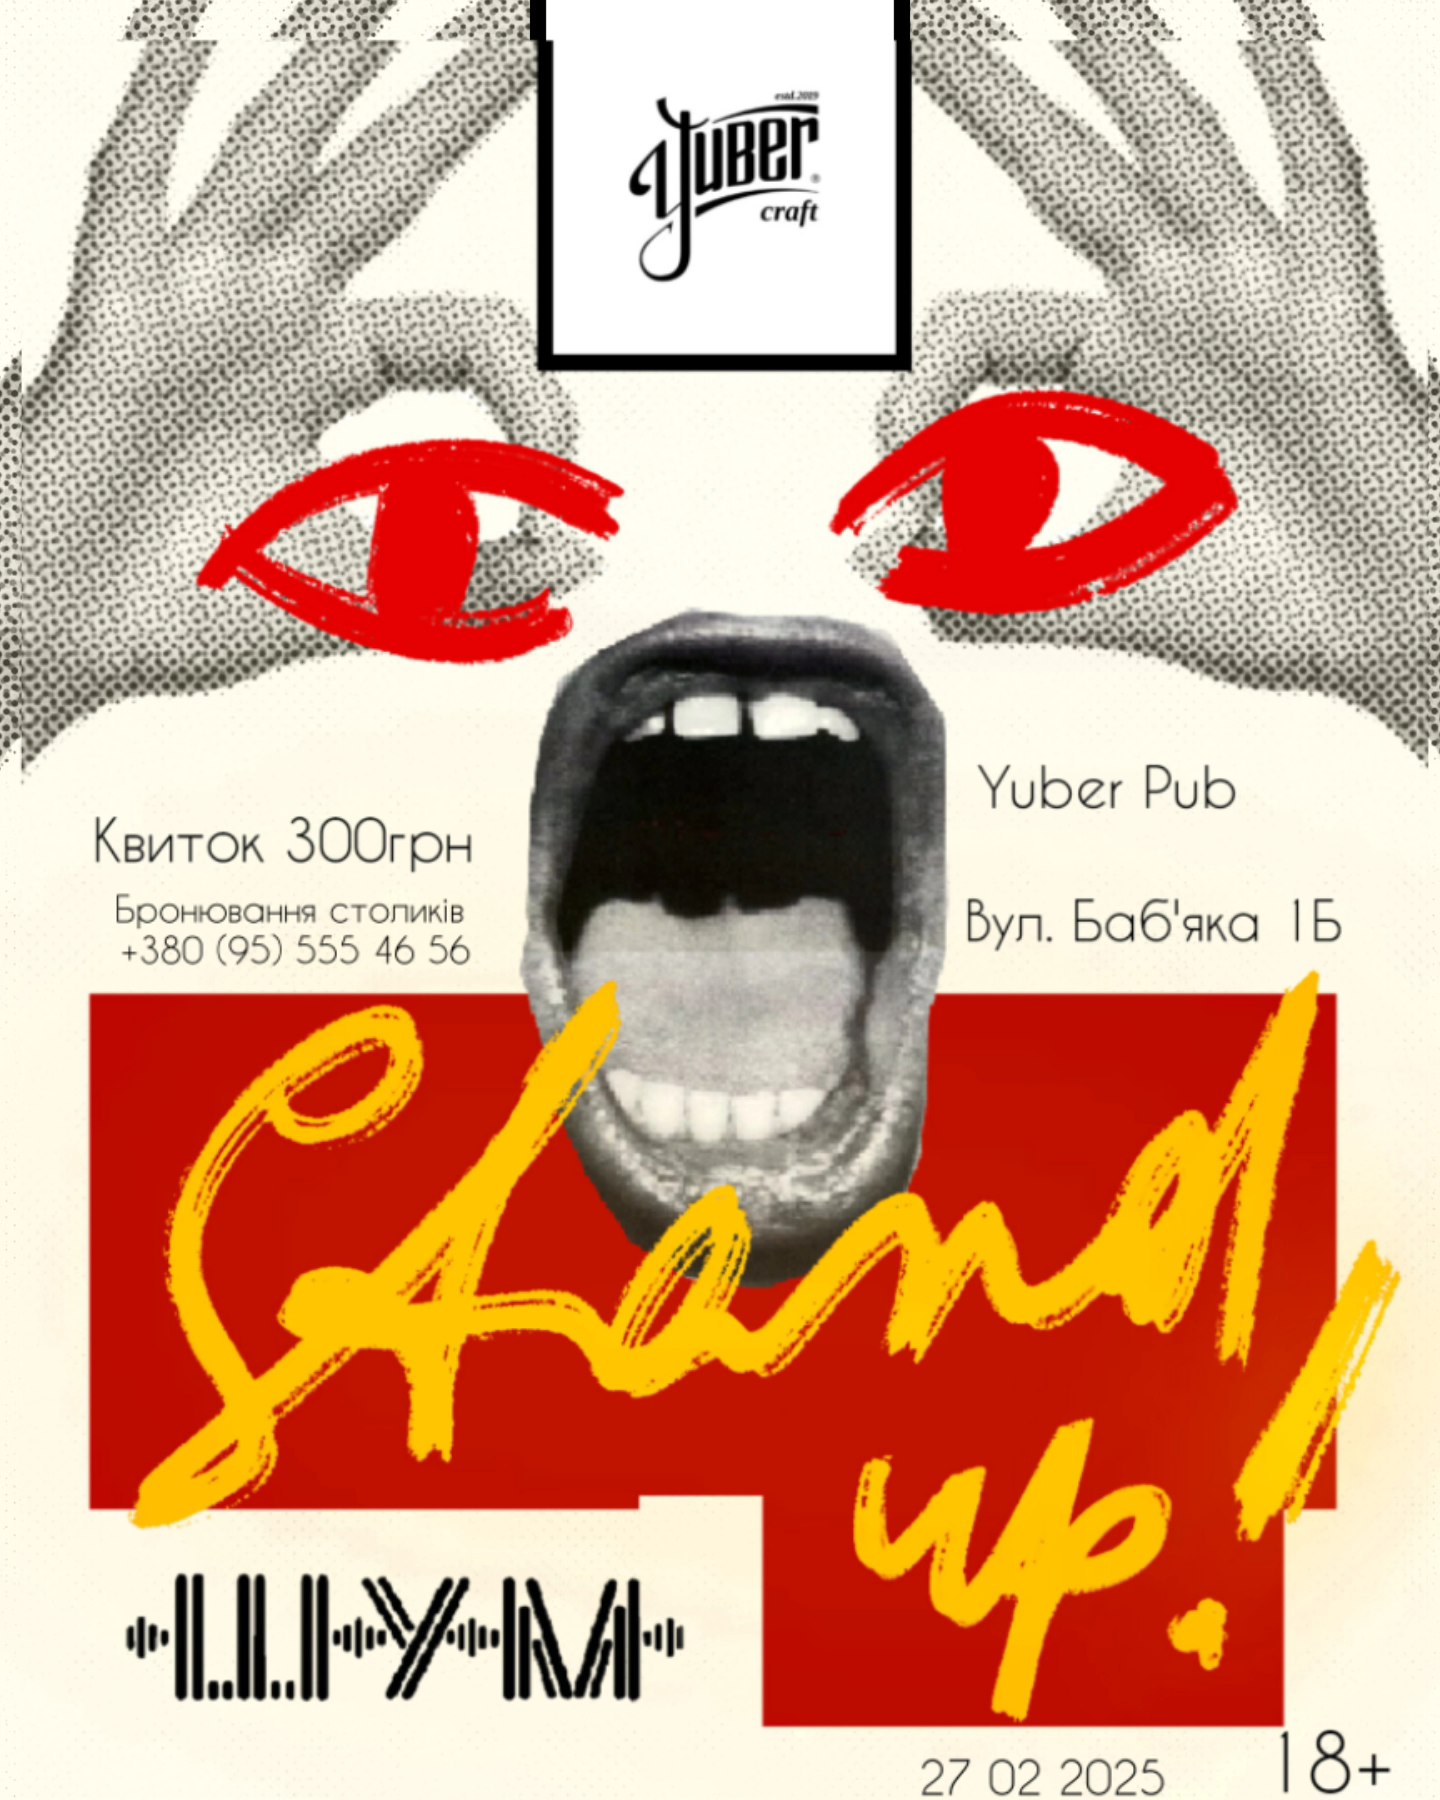 estd.2019
Yuber®
craft
Yuber Pub
Квиток 300грн
Бронювання столиків
+380 (95) 555 46 56
Вул. Баб'яка 1Б
Stand
up!
ШУМ
27 02 2025
18+